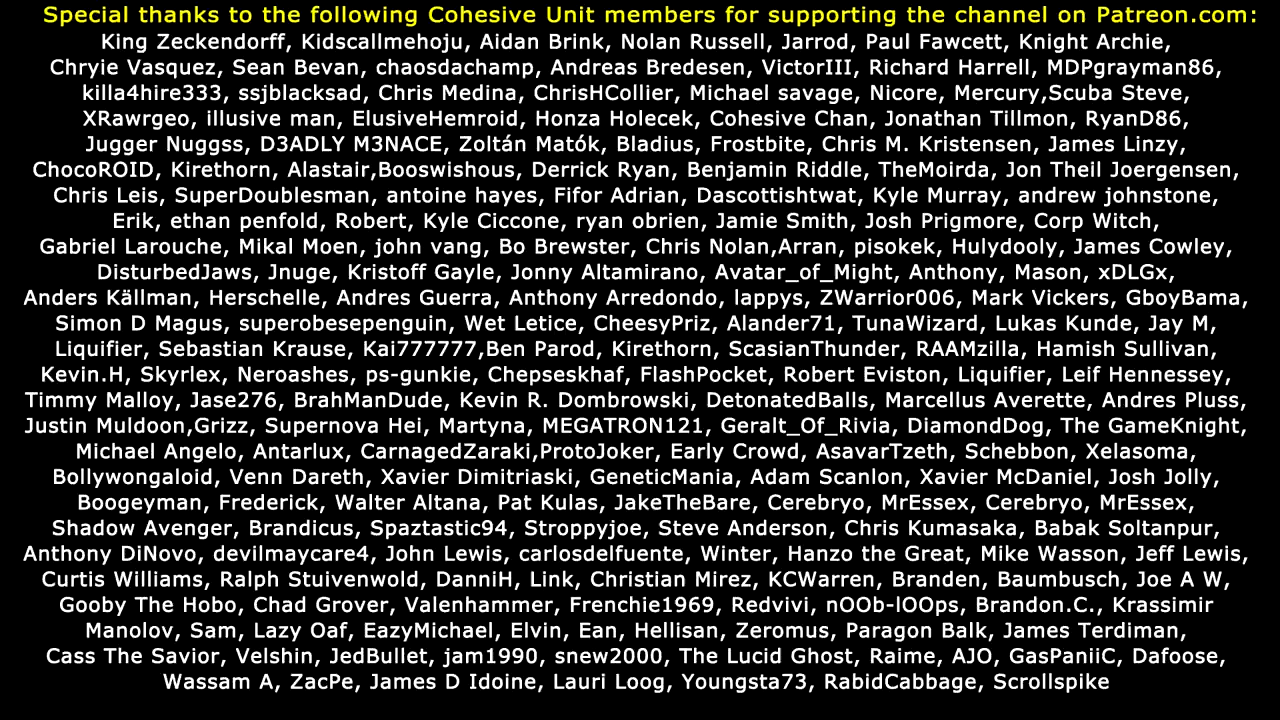 Special thanks to the following Cohesive Unit members for supporting the channel on Patreon.com:
King Zeckendorff, Kidscallmehoju, Aidan Brink, Nolan Russell, Jarrod, Paul Fawcett, Knight Archie,
Chryie Vasquez, Sean Bevan, chaosdachamp, Andreas Bredesen, VictorIII, Richard Harrell, MDPgrayman86,
killa4hire333, ssjblacksad, Chris Medina, ChrisHCollier, Michael savage, Nicore, Mercury,Scuba Steve,
XRawrgeo, illusive man, ElusiveHemroid, Honza Holecek, Cohesive Chan, Jonathan Tillmon, RyanD86,
Jugger Nuggss, D3ADLY M3NACE, Zoltán Matók, Bladius, Frostbite, Chris M. Kristensen, James Linzy,
ChocoROID, Kirethorn, Alastair,Booswishous, Derrick Ryan, Benjamin Riddle, TheMoirda, Jon Theil Joergensen,
Chris Leis, SuperDoublesman, antoine hayes, Fifor Adrian, Dascottishtwat, Kyle Murray, andrew johnstone,
Erik, ethan penfold, Robert, Kyle Ciccone, ryan obrien, Jamie Smith, Josh Prigmore, Corp Witch,
Gabriel Larouche, Mikal Moen, john vang, Bo Brewster, Chris Nolan,Arran, pisokek, Hulydooly, James Cowley,
DisturbedJaws, Jnuge, Kristoff Gayle, Jonny Altamirano, Avatar_of_Might, Anthony, Mason, xDLGx,
Anders Källman, Herschelle, Andres Guerra, Anthony Arredondo, lappys, ZWarrior006, Mark Vickers, GboyBama,
Simon D Magus, superobesepenguin, Wet Letice, CheesyPriz, Alander71, TunaWizard, Lukas Kunde, Jay M,
Liquifier, Sebastian Krause, Kai777777,Ben Parod, Kirethorn, ScasianThunder, RAAMzilla, Hamish Sullivan,
Kevin.H, Skyrlex, Neroashes, ps-gunkie, Chepseskhaf, FlashPocket, Robert Eviston, Liquifier, Leif Hennessey,
Timmy Malloy, Jase276, BrahManDude, Kevin R. Dombrowski, DetonatedBalls, Marcellus Averette, Andres Pluss,
Justin Muldoon,Grizz, Supernova Hei, Martyna, MEGATRON121, Geralt_Of_Rivia, DiamondDog, The GameKnight,
Michael Angelo, Antarlux, CarnagedZaraki,ProtoJoker, Early Crowd, AsavarTzeth, Schebbon, Xelasoma,
Bollywongaloid, Venn Dareth, Xavier Dimitriaski, GeneticMania, Adam Scanlon, Xavier McDaniel, Josh Jolly,
Boogeyman, Frederick, Walter Altana, Pat Kulas, JakeTheBare, Cerebryo, MrEssex, Cerebryo, MrEssex,
Shadow Avenger, Brandicus, Spaztastic94, Stroppyjoe, Steve Anderson, Chris Kumasaka, Babak Soltanpur,
Anthony DiNovo, devilmaycare4, John Lewis, carlosdelfuente, Winter, Hanzo the Great, Mike Wasson, Jeff Lewis,
Curtis Williams, Ralph Stuivenwold, DanniH, Link, Christian Mirez, KCWarren, Branden, Baumbusch, Joe A W,
Gooby The Hobo, Chad Grover, Valenhammer, Frenchie1969, Redvivi, nOOb-lOOps, Brandon.C., Krassimir
Manolov, Sam, Lazy Oaf, EazyMichael, Elvin, Ean, Hellisan, Zeromus, Paragon Balk, James Terdiman,
Cass The Savior, Velshin, JedBullet, jam1990, snew2000, The Lucid Ghost, Raime, AJO, GasPaniiC, Dafoose,
Wassam A, ZacPe, James D Idoine, Lauri Loog, Youngsta73, RabidCabbage, Scrollspike